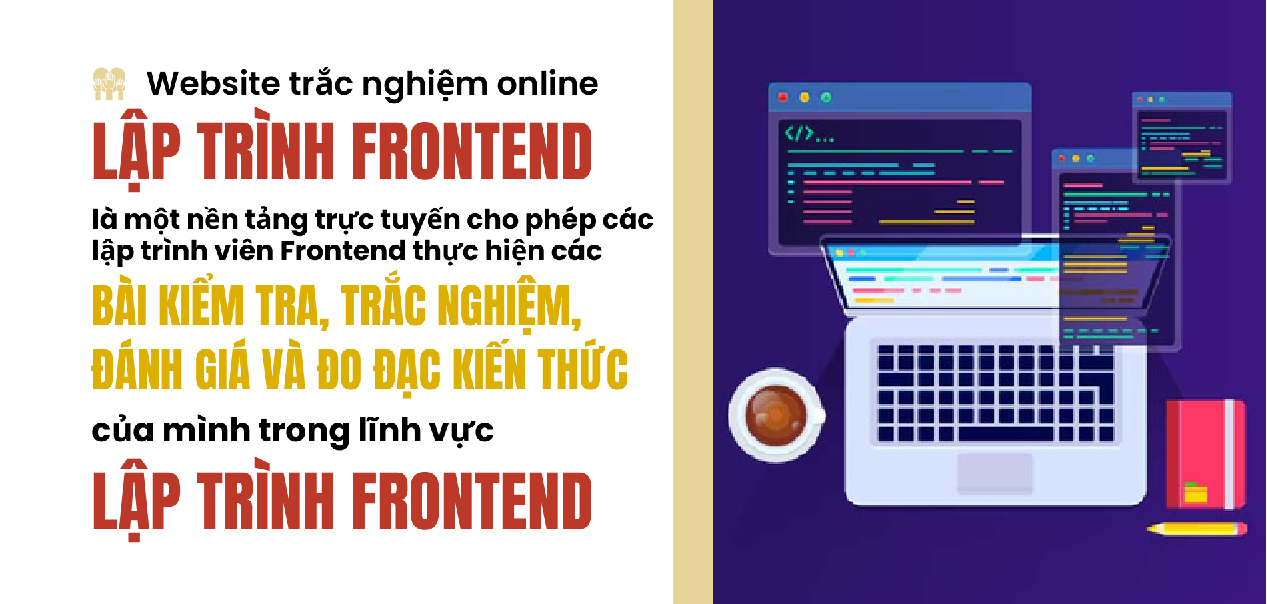 Website trắc nghiệm online
LẬP TRÌNH FRONTEND
là một nền tảng trực tuyến cho phép các
lập trình viên Frontend thực hiện các
BÀI KIỂM TRA, TRẮC NGHIỆM,
ĐÁNH GIÁ VÀ ĐO ĐẠC KIẾN THỨC
của mình trong lĩnh vực
LẬP TRÌNH FRONTEND
</>...